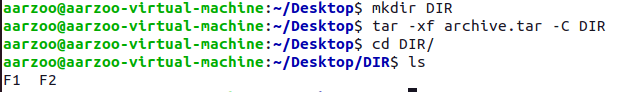 aarzoo@aarzoo-virtual-machine:~/Desktop$ mkdir DIR
aarzoo@aarzoo-virtual-machine:~/Desktop$ tar -xf archive.tar -C DIR
aarzoo@aarzoo-virtual-machine:~/Desktop$ cd DIR/
aarzoo@aarzoo-virtual-machine:~/Desktop/DIR$ ls
F1  F2